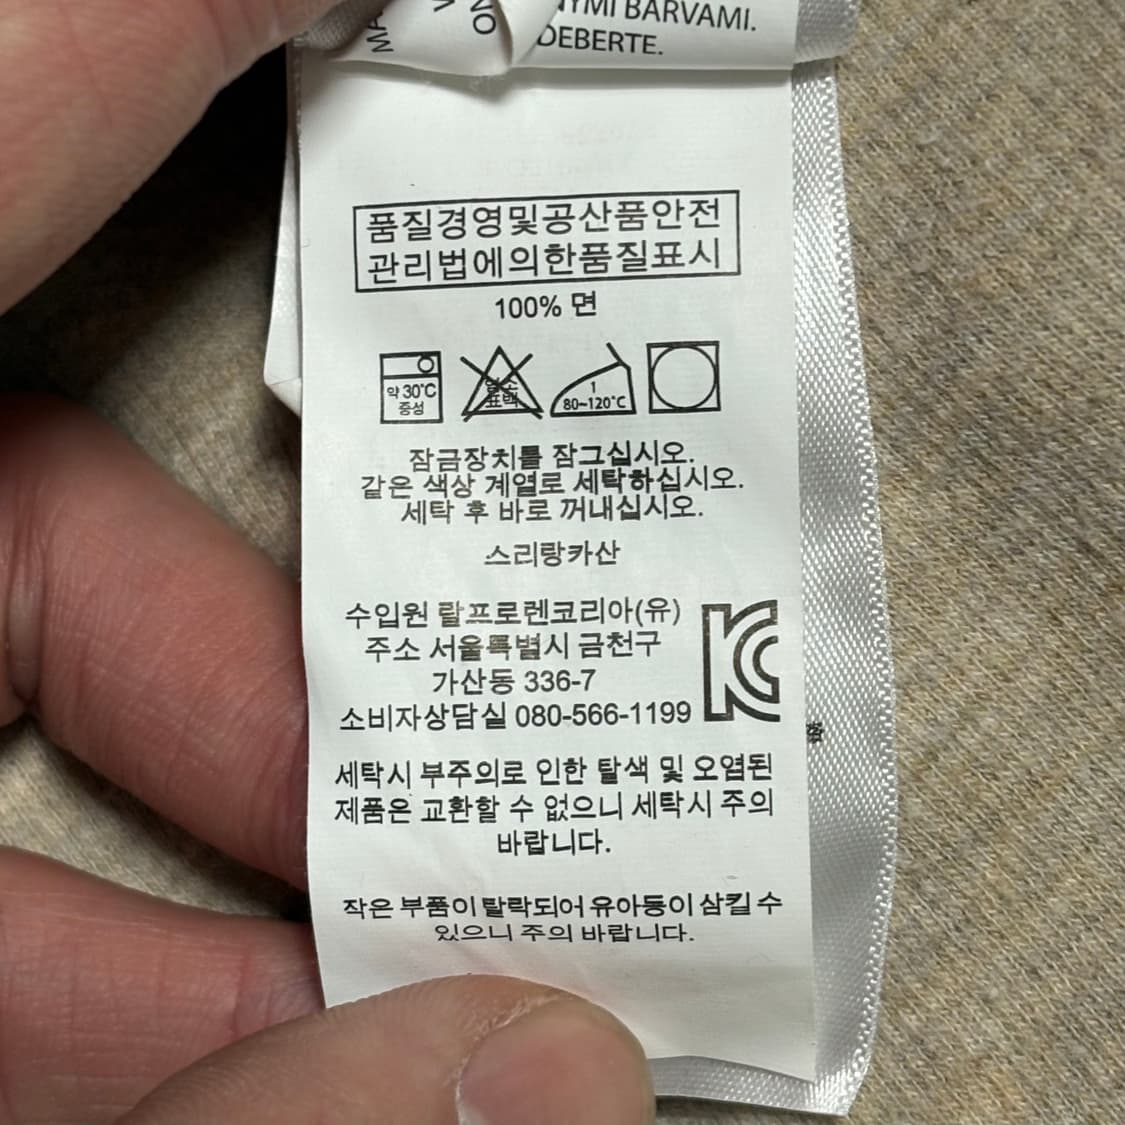 NÝMI BARVAMI.
DEBERTE.
품질경영및공산품안전
관리법에의한품질표시
100% 면
약 30°C
중성
염소
표백
1
80~120°C
잠금장치를 잠그십시오.
같은 색상 계열로 세탁하십시오.
세탁 후 바로 꺼내십시오.
스리랑카산
수입원 랄프로렌코리아(유)
주소 서울특별시 금천구
가산동 336-7
소비자상담실 080-566-1199
세탁시 부주의로 인한 탈색 및 오염된
제품은 교환할 수 없으니 세탁시 주의
바랍니다.
작은 부품이 탈락되어 유아동이 삼킬 수
있으니 주의 바랍니다.